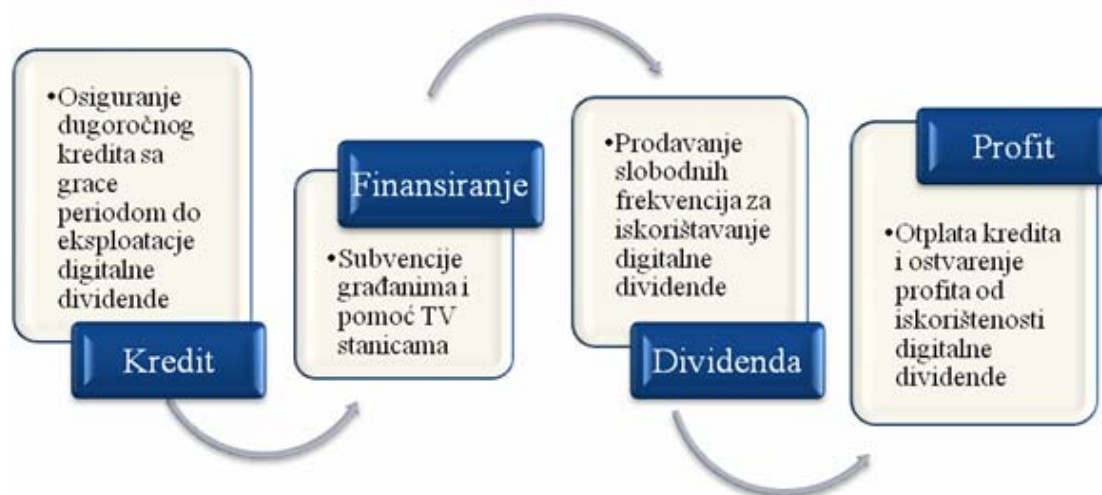 •Osiguranje
dugoročnog
kredita sa
grace
periodom do
eksploatacje
digitalne
dividende
Kredit
Finansiranje
•Subvencije
građanima i
pomoć TV
stanicama
•Prodavanje
slobodnih
frekvencija za
iskorištavanje
digitalne
dividende
Dividenda
Profit
•Otplata kredita
i ostvarenje
profita od
iskorištenosti
digitalne
dividende